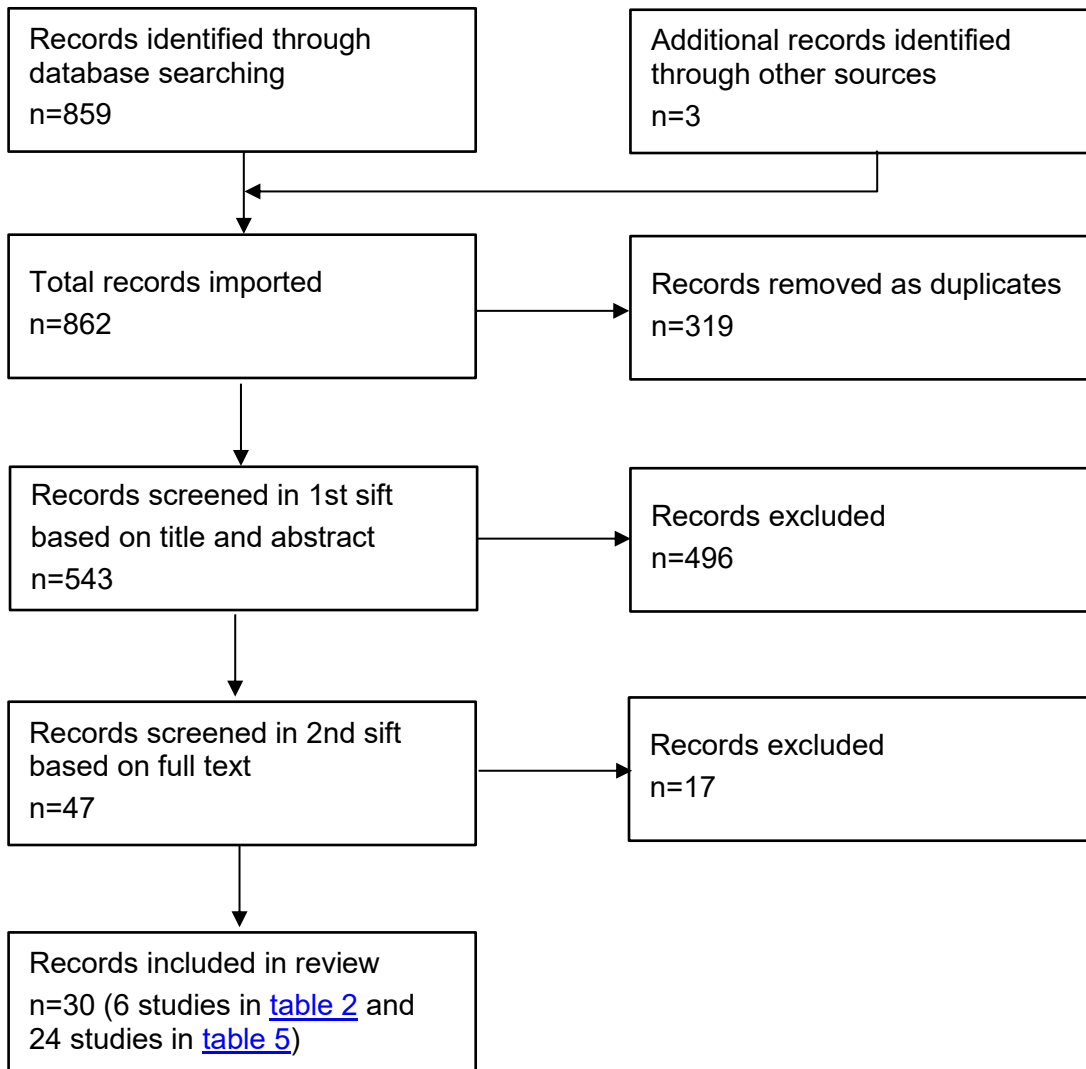 Records identified through
database searching
n=859
Additional records identified
through other sources
n=3
Total records imported
n=862
Records removed as duplicates
n=319
Records screened in 1st sift
based on title and abstract
n=543
Records excluded
n=496
Records screened in 2nd sift
based on full text
n=47
Records excluded
n=17
Records included in review
n=30 (6 studies in table 2 and
24 studies in table 5)